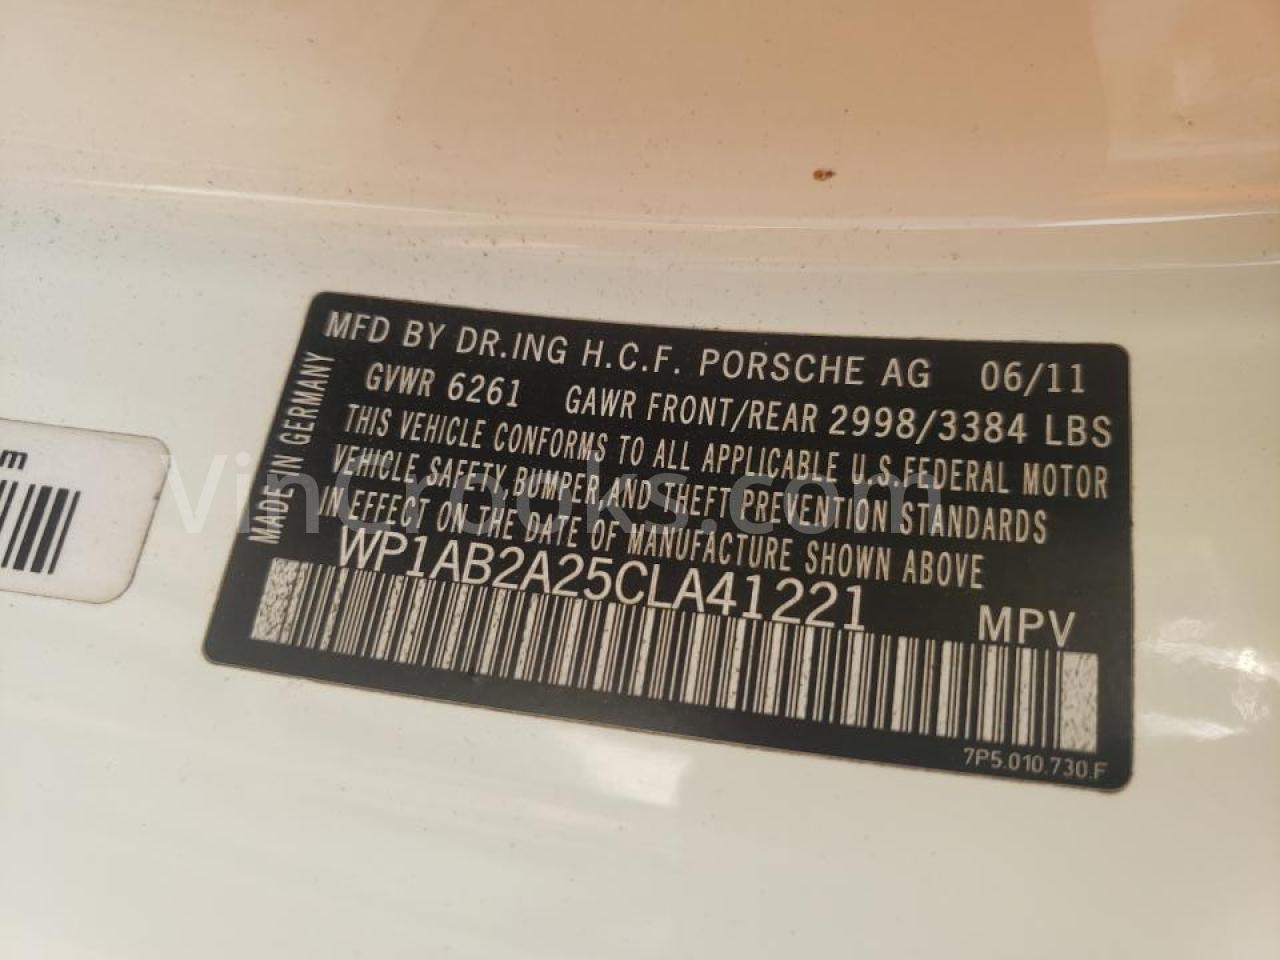 MFD BY DR.ING H.C.F. PORSCHE AG 06/11
GVWR 6261 GAWR FRONT/REAR 2998/3384 LBS
THIS VEHICLE CONFORMS TO ALL APPLICABLE U.S.FEDERAL MOTOR
VEHICLE SAFETY,BUMPER,AND THEFT PREVENTION STANDARDS
IN EFFECT ON THE DATE OF MANUFACTURE SHOWN ABOVE
WP1AB2A25CLA41221
MPV
7P5.010.730.F
MADE IN GERMANY
m
VinCrooks.com